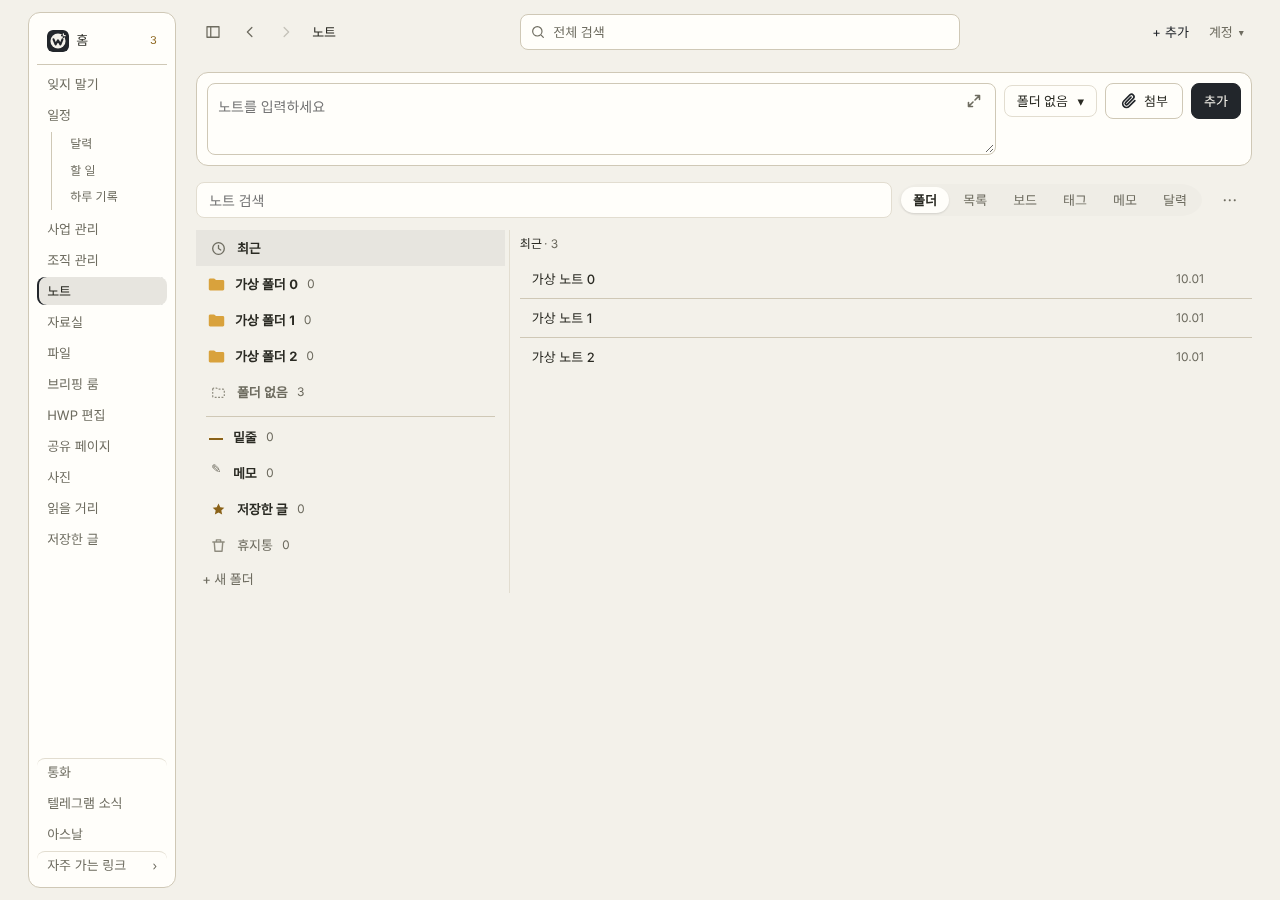 홈 3
잊지 말기
일정
달력
할 일
하루 기록
사업 관리
조직 관리
노트
자료실
파일
브리핑 룸
HWP 편집
공유 페이지
사진
읽을 거리
저장한 글
통화
텔레그램 소식
아스날
자주 가는 링크 ›
노트
전체 검색
+ 추가
계정 ▾
노트를 입력하세요
폴더 없음 ▾
첨부
추가
노트 검색
폴더 목록 보드 태그 메모 달력 ···
최근
가상 폴더 0 0
가상 폴더 1 0
가상 폴더 2 0
폴더 없음 3
밑줄 0
메모 0
저장한 글 0
휴지통 0
+ 새 폴더
최근 · 3
가상 노트 0 10.01
가상 노트 1 10.01
가상 노트 2 10.01